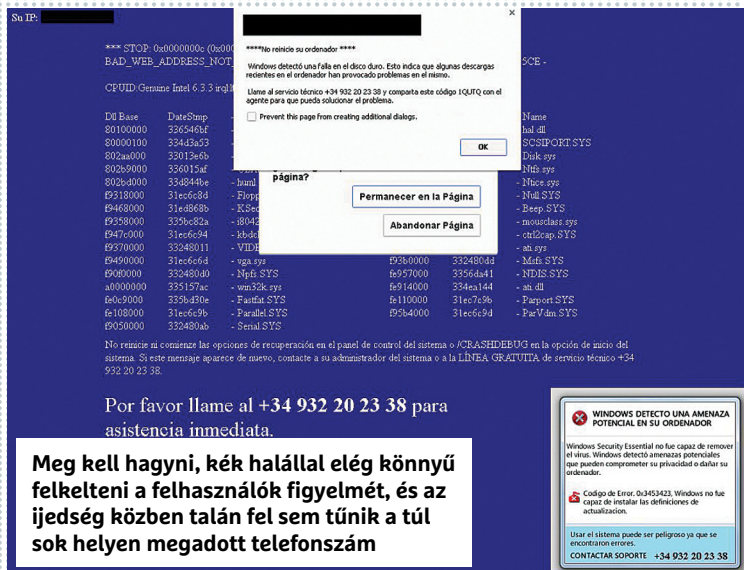 Su IP:
*** STOP: 0x0000000c (0x000
BAD_WEB_ADDRESS_NOT_
5CE -
CPUID:Genuine Intel 6.3.3
****No reinicie su ordenador ****
Windows detectó una falla en el disco duro. Esto indica que algunas descargas
recientes en el ordenador han provocado problemas en el mismo.
Llame al servicio técnico +34 932 20 23 38 y comparta este código 1QUTQ con el
agente para que pueda solucionar el problema.
Prevent this page from creating additional dialogs.
OK
página?
Permanecer en la Página
Abandonar Página
Dll Base DateStmp - Name
80100000 336546bf - hal.dll
80000100 334d3a53 - SCSIPORT.SYS
802aa000 33013e6b - Disk.sys
802b9000 336015af - Ntfs.sys
802bd000 33d844be - huml - Ntice.sys
f9318000 31ec6c8d - Flopp - Null.SYS
f9468000 31ed868b - KSec - Beep.SYS
f9358000 335bc82a - i8042 - mousclass.sys
f947c000 31ec6c94 - kbdcl - ctrl2cap.SYS
f9370000 33248011 - VIDE - ati.sys
f9490000 31ec6c6d - vga.sys f93b0000 332480dd - Msfs.SYS
f90f0000 332480d0 - Npfs.SYS fe957000 3356da41 - NDIS.SYS
a0000000 335157ac - win32k.sys fe914000 334ea144 - ati.dll
fe0c9000 335bd30e - Fastfat.SYS fe110000 31ec7c9b - Parport.SYS
fe108000 31ec6c9b - Parallel.SYS f95b4000 31ec6c9d - ParVdm.SYS
f9050000 332480ab - Serial.SYS
No reinicie ni comienze las opciones de recuperación en el panel de control del sistema o /CRASHDEBUG en la opción de inicio del
sistema. Si este mensaje aparece de nuevo, contacte a su administrador del sistema o a la LÍNEA GRATUITA de servicio técnico +34
932 20 23 38.
Por favor llame al +34 932 20 23 38 para
asistencia inmediata.
Meg kell hagyni, kék halállal elég könnyű
felkelteni a felhasználók figyelmét, és az
ijedség közben talán fel sem tűnik a túl
sok helyen megadott telefonszám
WINDOWS DETECTO UNA AMENAZA
POTENCIAL EN SU ORDENADOR
Windows Security Essential no fue capaz de remover
el virus. Windows detectó amenazas potenciales
que pueden comprometer su privacidad o dañar su
ordenador.
Codigo de Error. 0x3453423, Windows no fue
capaz de instalar las definiciones de
actualizacion.
Usar el sistema puede ser peligroso ya que se
encontraron errores.
CONTACTAR SOPORTE +34 932 20 23 38